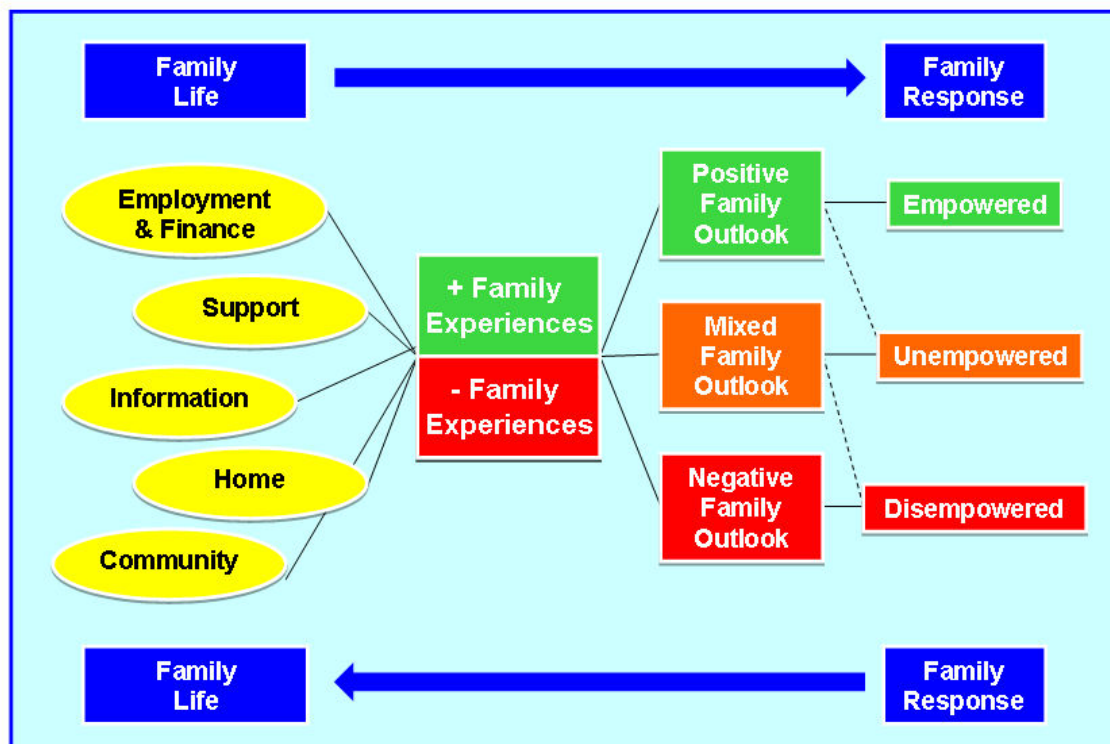 Family
Life
Family
Response
Employment
& Finance
Support
Information
Home
Community
+ Family
Experiences
- Family
Experiences
Positive
Family
Outlook
Mixed
Family
Outlook
Negative
Family
Outlook
Empowered
Unempowered
Disempowered
Family
Life
Family
Response